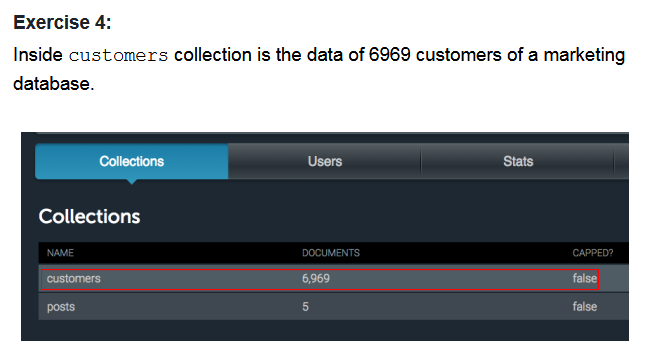 Exercise 4:
Inside customers collection is the data of 6969 customers of a marketing
database.
Collections Users Stats
Collections
NAME DOCUMENTS CAPPED?
customers 6,969 false
posts 5 false